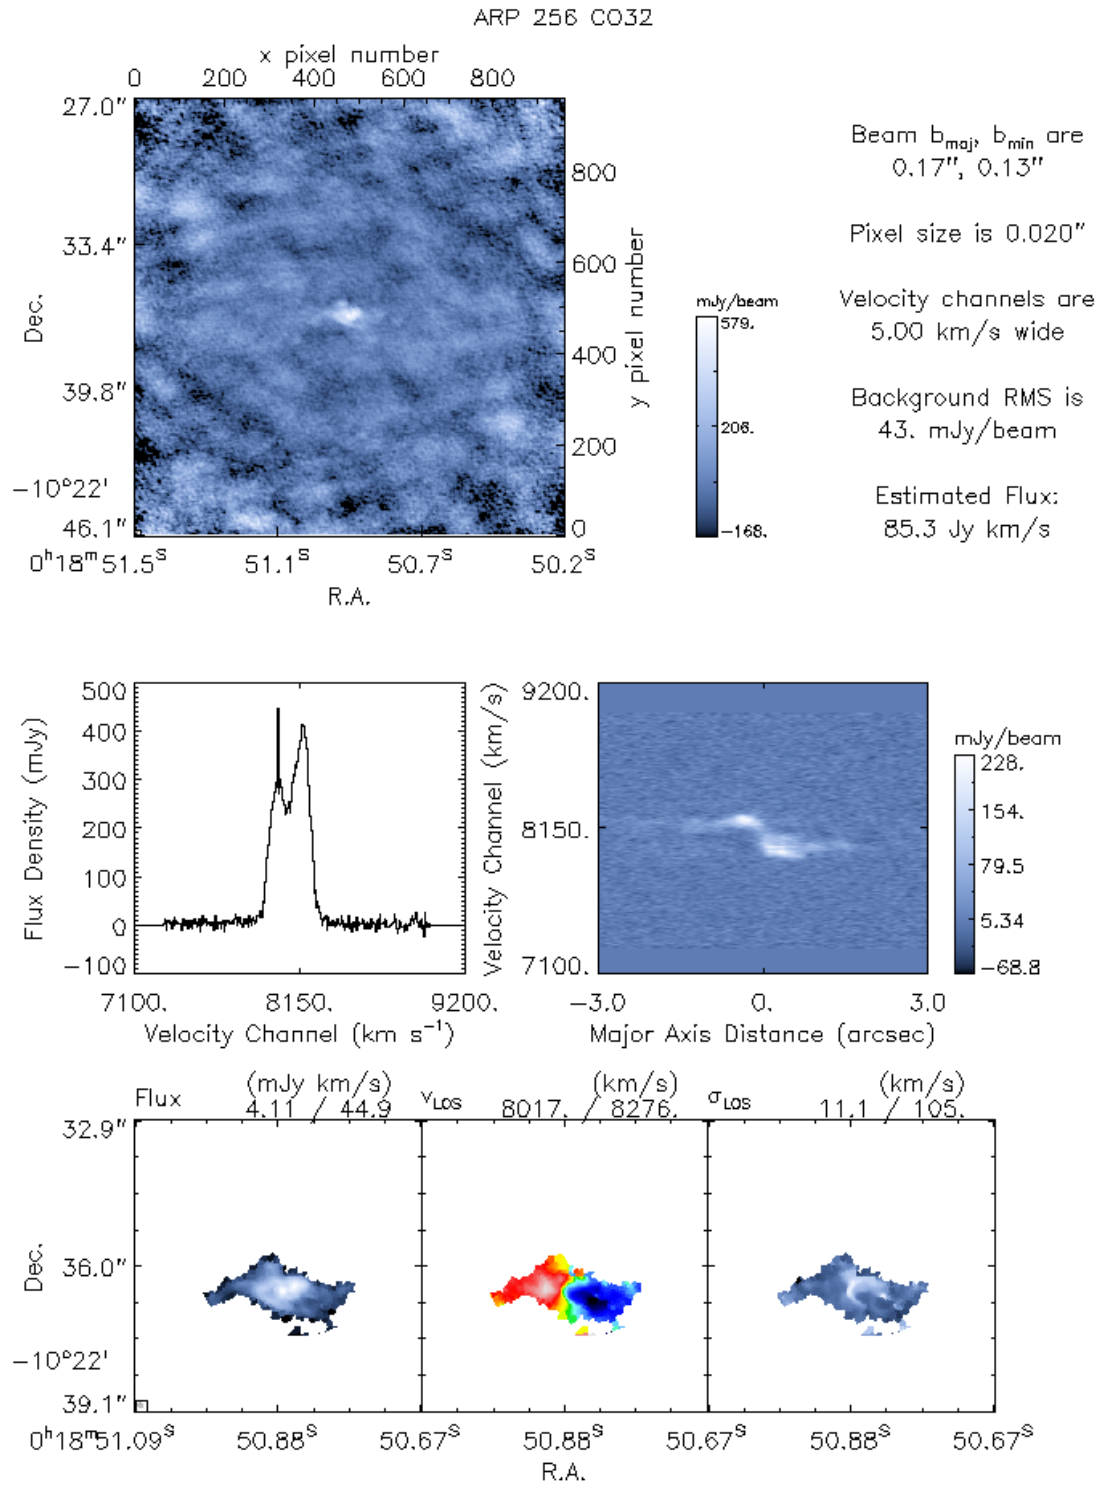 ARP 256 CO32
x pixel number
0 200 400 600 800
27.0"
33.4"
39.8"
-10°22'
46.1"
Dec.
800
600
400
200
0
y pixel number
0ʰ18ᵐ51.5ˢ 51.1ˢ 50.7ˢ 50.2ˢ
R.A.
mJy/beam
579.
206.
-168.
Beam b_maj, b_min are
0.17", 0.13"
Pixel size is 0.020"
Velocity channels are
5.00 km/s wide
Background RMS is
43. mJy/beam
Estimated Flux:
85.3 Jy km/s
500
400
300
200
100
0
-100
Flux Density (mJy)
7100. 8150. 9200.
Velocity Channel (km s⁻¹)
9200.
8150.
7100.
Velocity Channel (km/s)
-3.0 0. 3.0
Major Axis Distance (arcsec)
mJy/beam
228.
154.
79.5
5.34
-68.8
Flux (mJy km/s)
4.11 / 44.9
v_LOS (km/s)
8017. / 8276.
σ_LOS (km/s)
11.1 / 105.
32.9"
36.0"
-10°22'
39.1"
Dec.
0ʰ18ᵐ51.09ˢ 50.88ˢ 50.67ˢ 50.88ˢ 50.67ˢ 50.88ˢ 50.67ˢ
R.A.